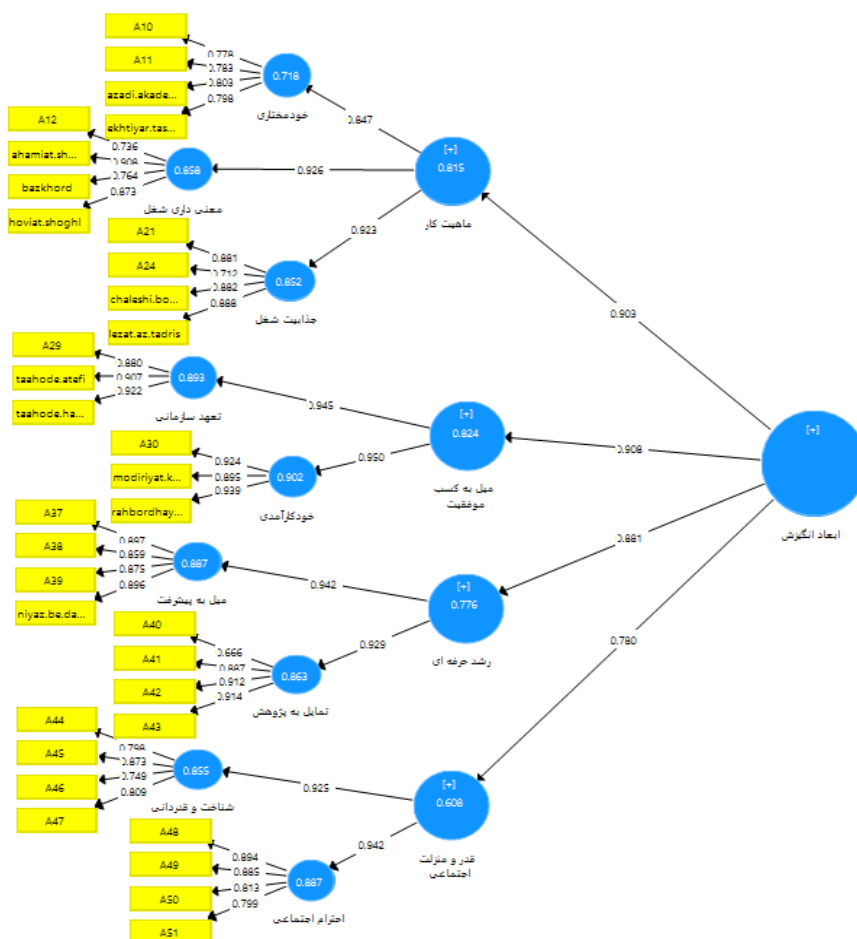 A10
A11
azadi.akade...
ekhtiyar.tas...
0.778
0.783
0.803
0.798
0.718
خودمختاری
0.847
A12
ahamiat.sh...
bazkhord
hoviat.shoghl
0.736
0.908
0.764
0.873
0.858
معنی داری شغل
0.926
[+]
0.815
ماهیت کار
A21
A24
chaleshi.bo...
lezat.az.tadris
0.881
0.712
0.882
0.888
0.852
جذابیت شغل
0.923
0.903
A29
taahode.atefi
taahode.ha...
0.880
0.907
0.922
0.893
تعهد سازمانی
0.945
[+]
0.824
میل به کسب
موفقیت
0.908
A30
modiriyat.k...
rahbordhay...
0.924
0.895
0.939
0.902
خودکارآمدی
0.950
[+]
ابعاد انگیزش
A37
A38
A39
niyaz.be.da...
0.897
0.859
0.875
0.896
0.887
میل به پیشرفت
0.942
0.881
[+]
0.776
رشد حرفه ای
A40
A41
A42
A43
0.666
0.887
0.912
0.914
0.863
تمایل به پژوهش
0.929
0.780
A44
A45
A46
A47
0.798
0.873
0.749
0.809
0.855
شناخت و قدردانی
0.925
[+]
0.608
قدر و منزلت
اجتماعی
A48
A49
A50
A51
0.894
0.885
0.813
0.799
0.887
احترام اجتماعی
0.942